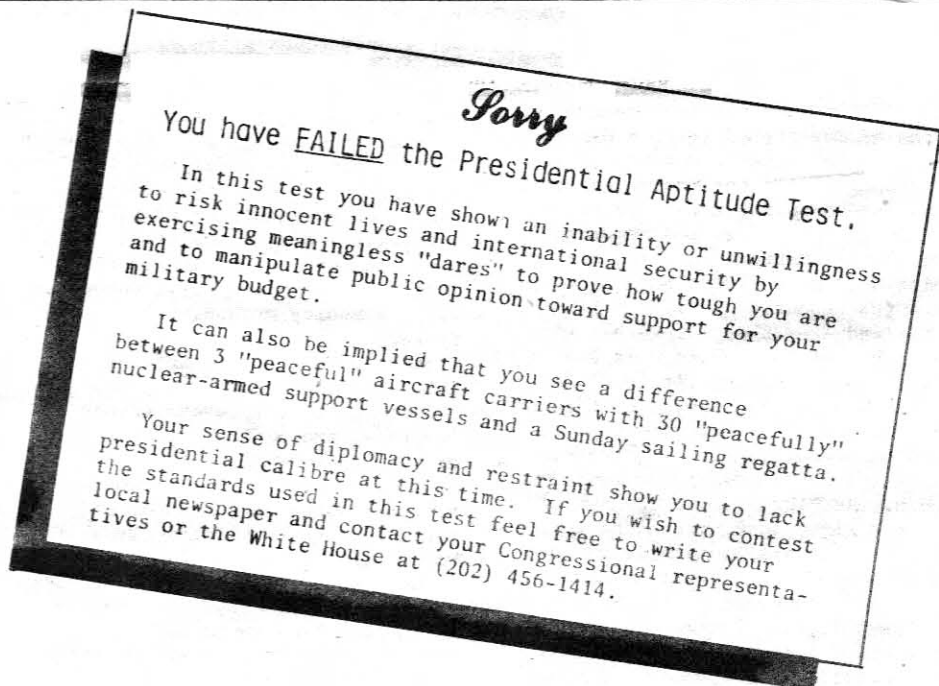 Sorry
You have FAILED the Presidential Aptitude Test.
In this test you have shown an inability or unwillingness
to risk innocent lives and international security by
exercising meaningless "dares" to prove how tough you are
and to manipulate public opinion toward support for your
military budget.
It can also be implied that you see a difference
between 3 "peaceful" aircraft carriers with 30 "peacefully"
nuclear-armed support vessels and a Sunday sailing regatta.
Your sense of diplomacy and restraint show you to lack
presidential calibre at this time. If you wish to contest
the standards used in this test feel free to write your
local newspaper and contact your Congressional representa-
tives or the White House at (202) 456-1414.